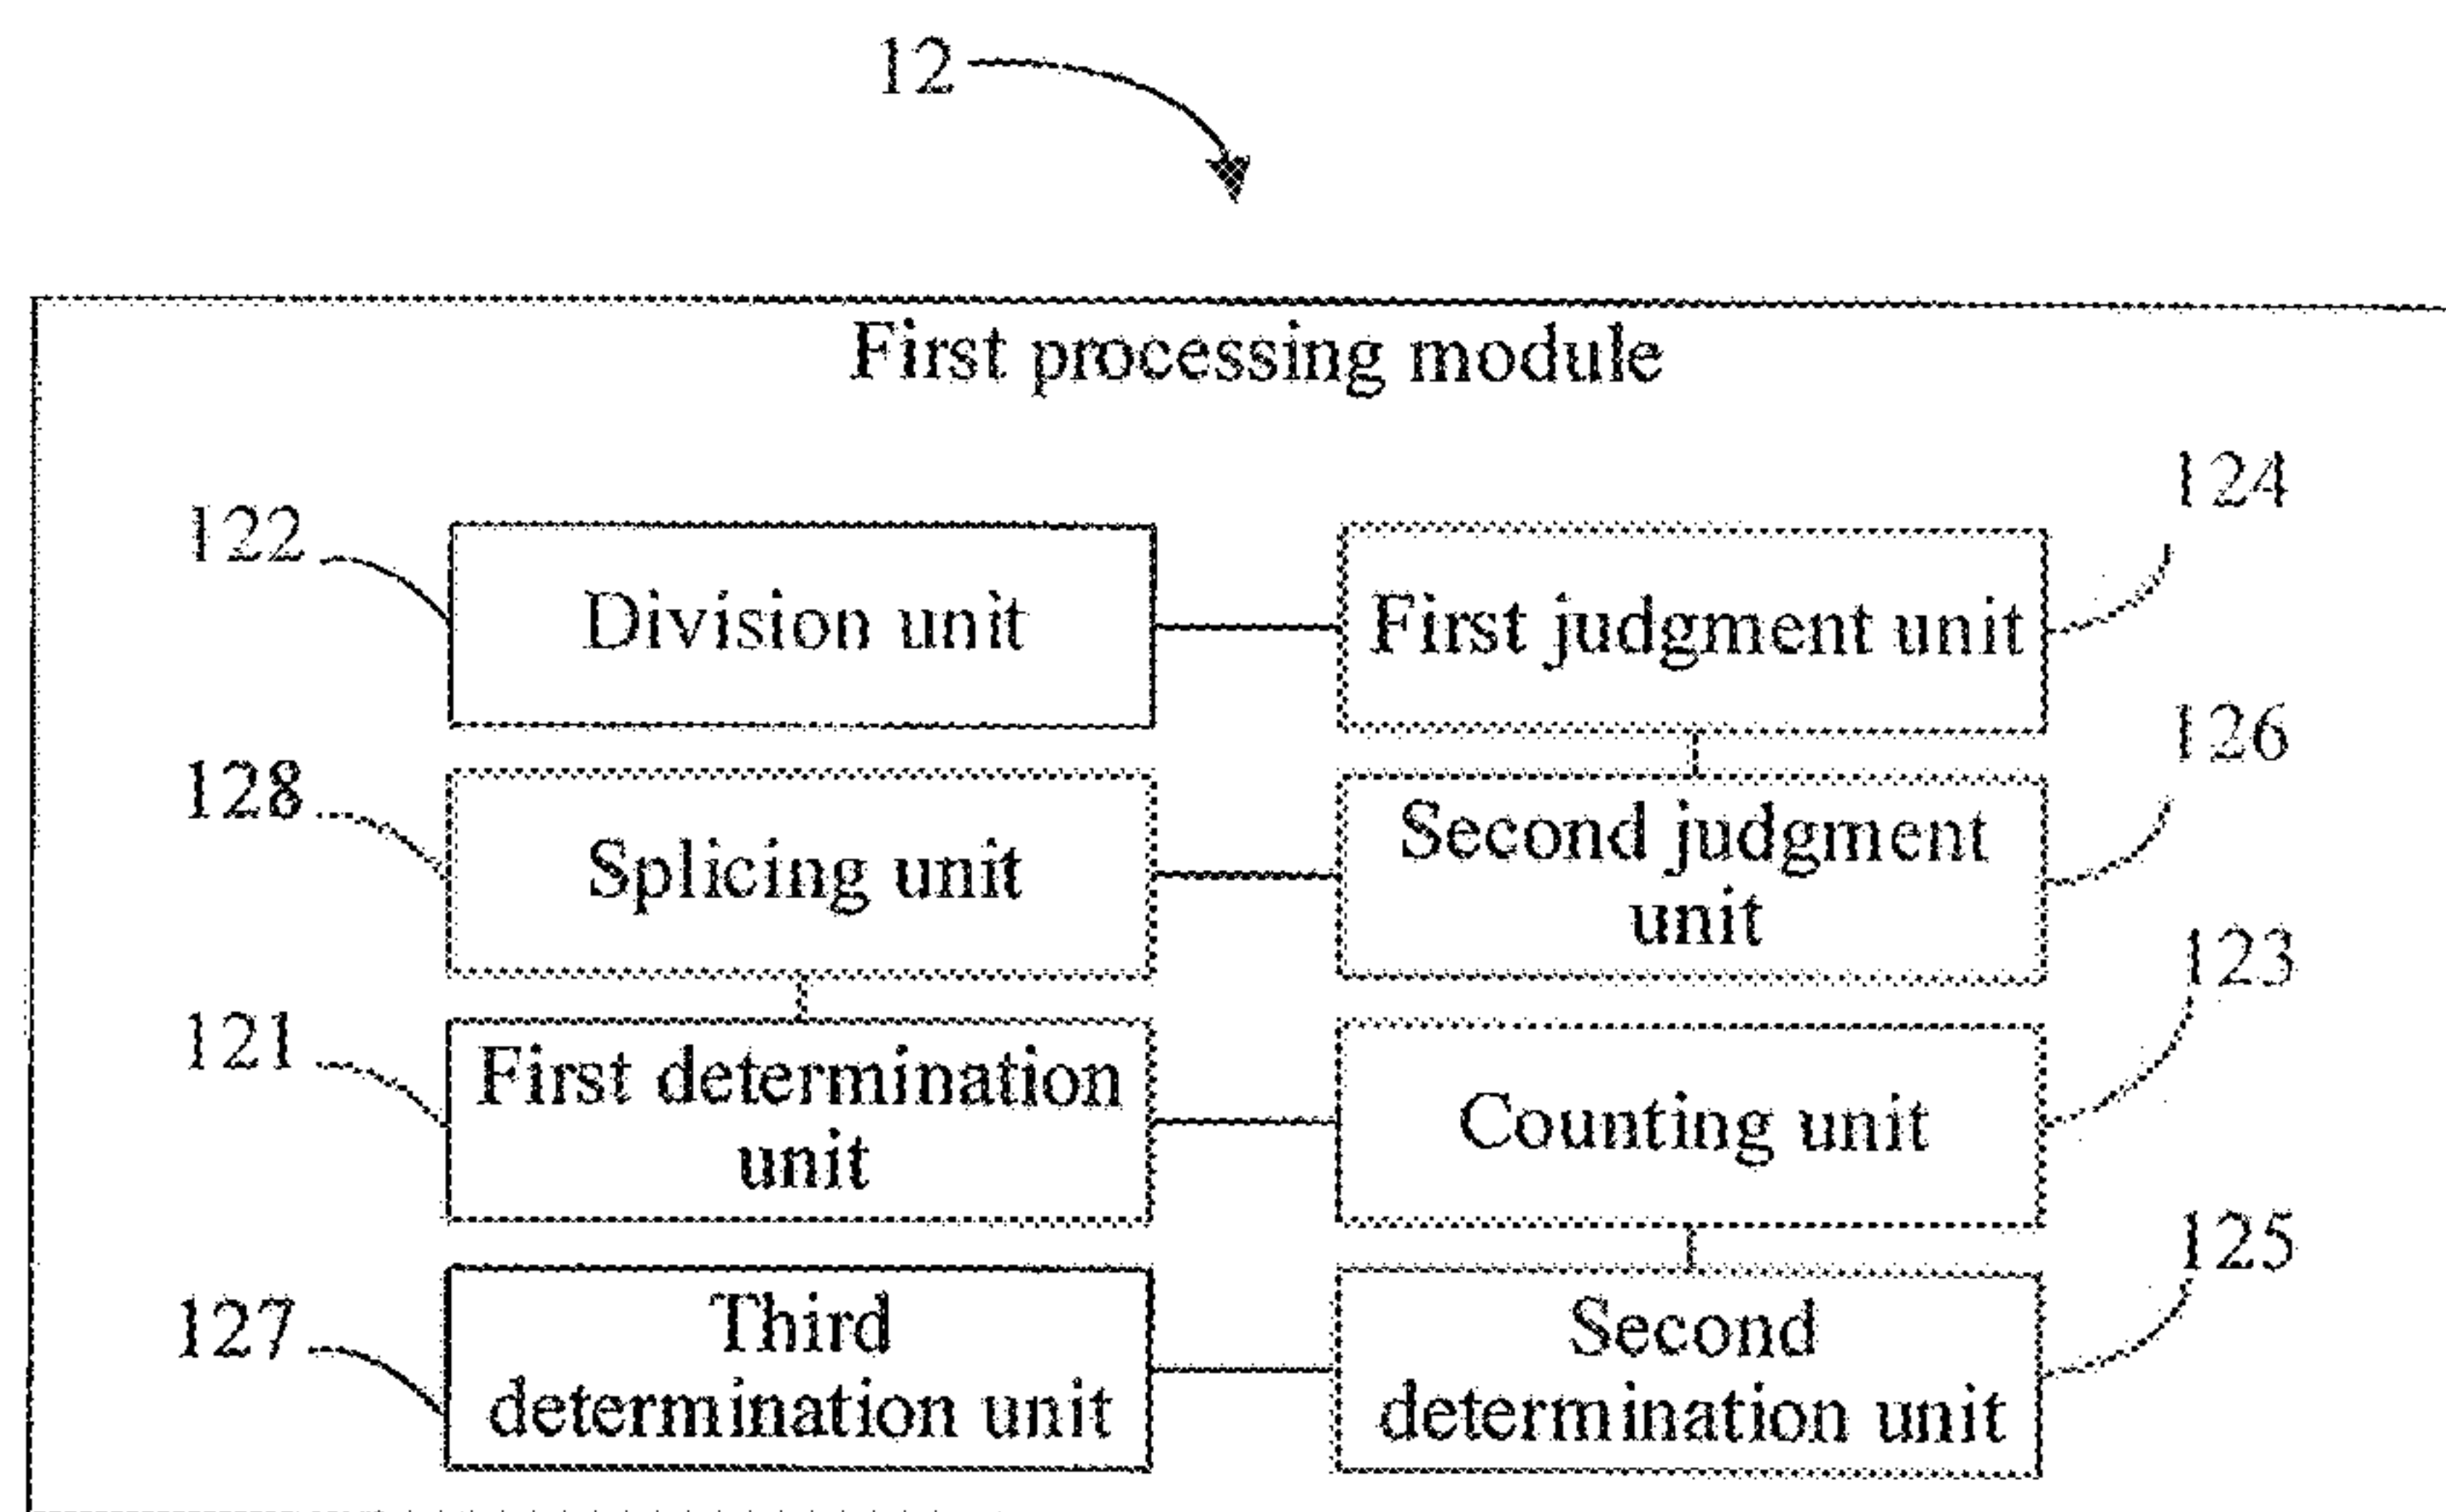 12
First processing module
124
122
Division unit
First judgment unit
126
128
Splicing unit
Second judgment
unit
123
121
First determination
unit
Counting unit
125
127
Third
determination unit
Second
determination unit